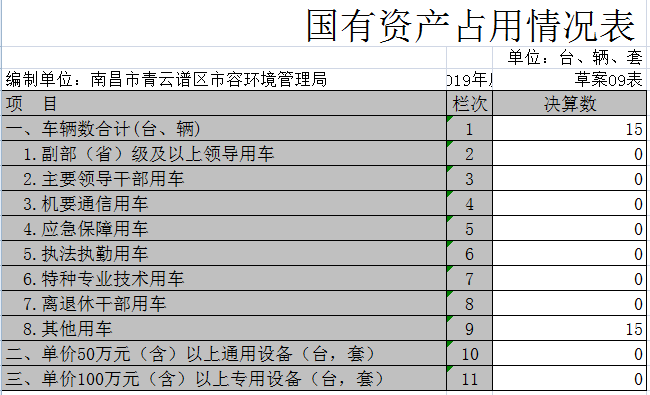 国有资产占用情况表
单位：台、辆、套
编制单位：南昌市青云谱区市容环境管理局 019年 草案09表
项 目 栏次 决算数
一、车辆数合计(台、辆) 1 15
1.副部（省）级及以上领导用车 2 0
2.主要领导干部用车 3 0
3.机要通信用车 4 0
4.应急保障用车 5 0
5.执法执勤用车 6 0
6.特种专业技术用车 7 0
7.离退休干部用车 8 0
8.其他用车 9 15
二、单价50万元（含）以上通用设备（台，套） 10 0
三、单价100万元（含）以上专用设备（台，套） 11 0